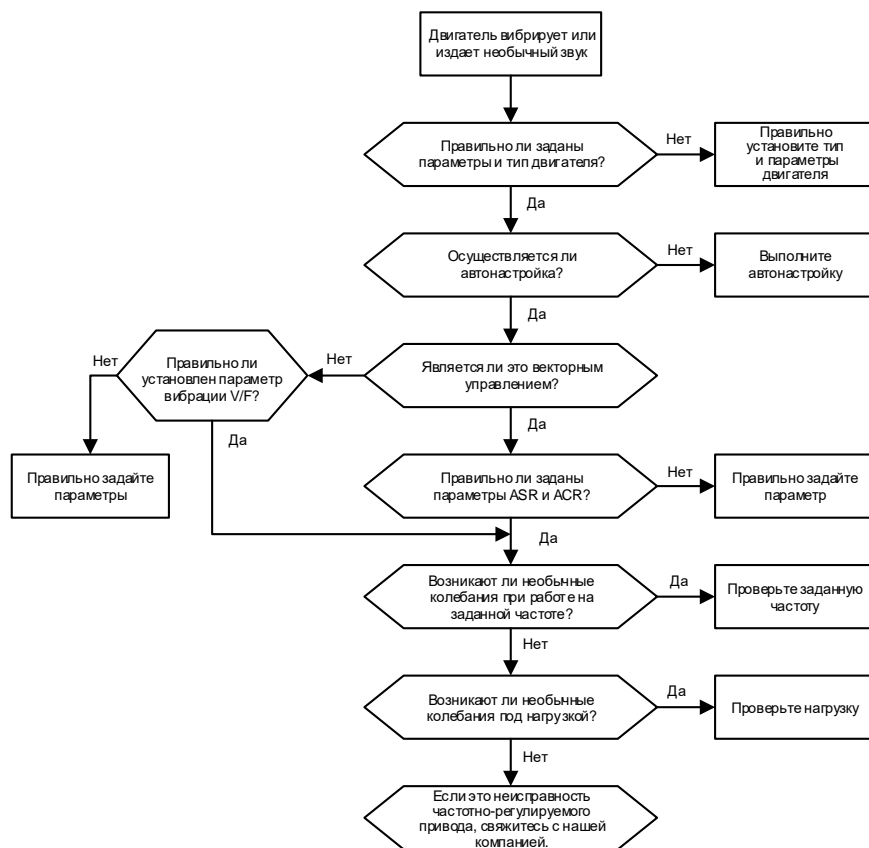 Двигатель вибрирует или
издает необычный звук
Правильно ли заданы
параметры и тип двигателя?
Нет
Правильно
установите тип
и параметры
двигателя
Да
Осуществляется ли
автонастройка?
Нет
Выполните
автонастройку
Да
Является ли это векторным
управлением?
Нет
Правильно ли
установлен параметр
вибрации V/F?
Нет
Правильно задайте
параметры
Да
Да
Правильно ли заданы
параметры ASR и ACR?
Нет
Правильно задайте
параметр
Да
Возникают ли необычные
колебания при работе на
заданной частоте?
Да
Проверьте заданную
частоту
Нет
Возникают ли необычные
колебания под нагрузкой?
Да
Проверьте нагрузку
Нет
Если это неисправность
частотно-регулируемого
привода, свяжитесь с нашей
компанией.